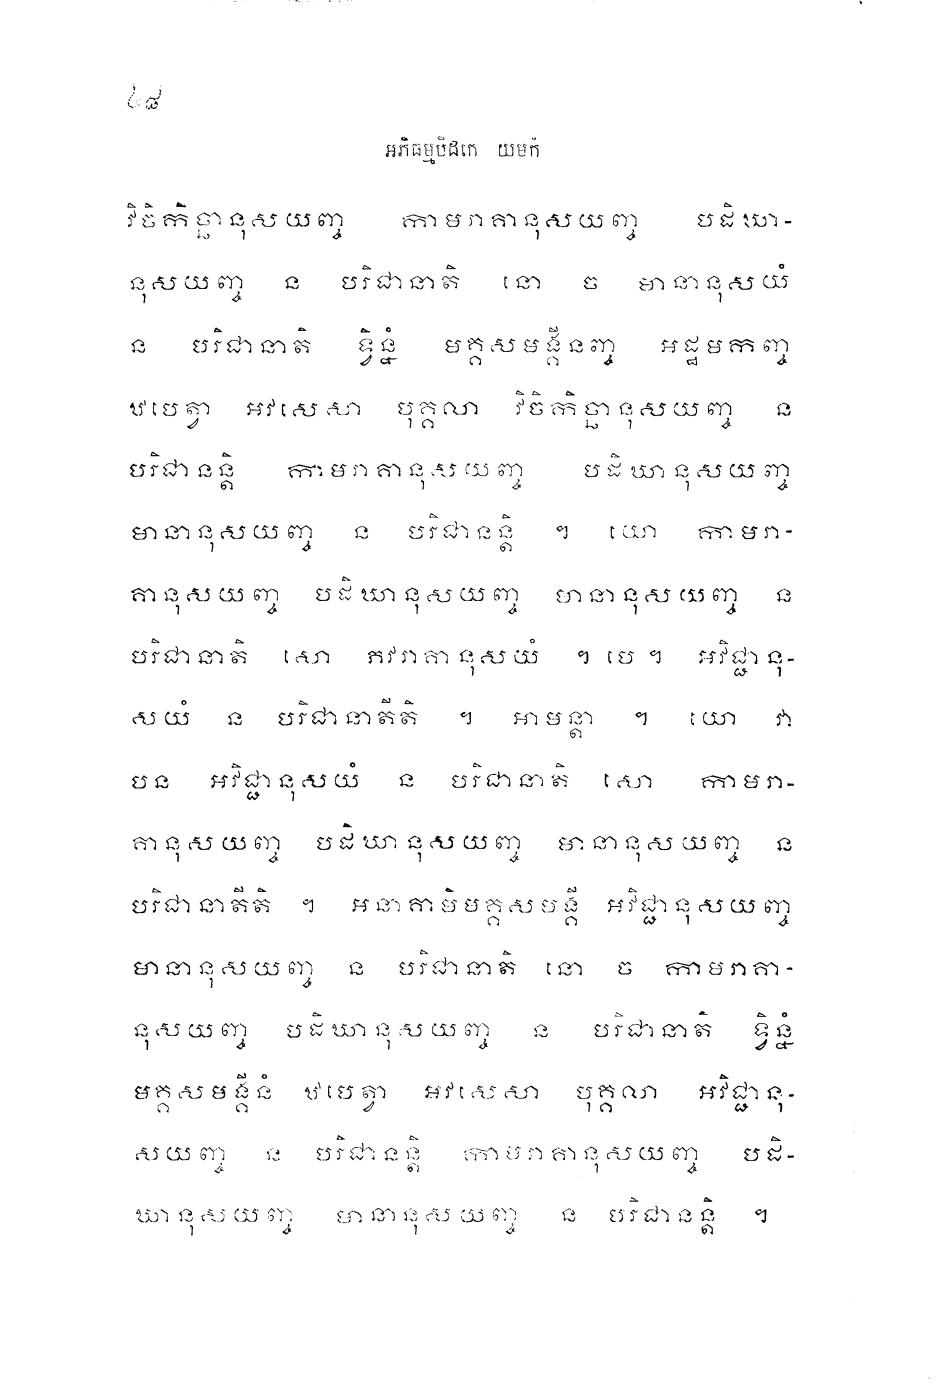 ៤៨
អភិធម្មបិដកេ យមកំ
វិចិកិច្ឆានុសយញ្ច កាមរាគានុសយញ្ច បដិឃា-
នុសយញ្ច ន បរិជានាតិ នោ ច មានានុសយំ
ន បរិជានាតិ ទ្វិន្នំ មគ្គសមង្គីនញ្ច អដ្ឋមកញ្ច
ឋបេត្វា អវសេសា បុគ្គលា វិចិកិច្ឆានុសយញ្ច ន
បរិជានន្តិ កាមរាគានុសយញ្ច បដិឃានុសយញ្ច
មានានុសយញ្ច ន បរិជានន្តិ ។ យោ កាមរា-
គានុសយញ្ច បដិឃានុសយញ្ច មានានុសយញ្ច ន
បរិជានាតិ សោ ភវរាគានុសយំ ។ បេ ។ អវិជ្ជានុ-
សយំ ន បរិជានាតីតិ ។ អាមន្តា ។ យោ វា
បន អវិជ្ជានុសយំ ន បរិជានាតិ សោ កាមរា-
គានុសយញ្ច បដិឃានុសយញ្ច មានានុសយញ្ច ន
បរិជានាតីតិ ។ អនាគាមិមគ្គសមង្គី អវិជ្ជានុសយញ្ច
មានានុសយញ្ច ន បរិជានាតិ នោ ច កាមរាគា-
នុសយញ្ច បដិឃានុសយញ្ច ន បរិជានាតិ ទ្វិន្នំ
មគ្គសមង្គីនំ ឋបេត្វា អវសេសា បុគ្គលា អវិជ្ជានុ-
សយញ្ច ន បរិជានន្តិ កាមរាគានុសយញ្ច បដិ-
ឃានុសយញ្ច មានានុសយញ្ច ន បរិជានន្តិ ។